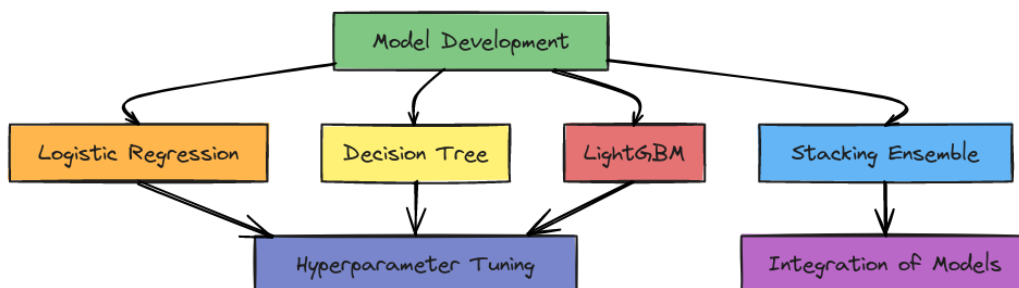 Model Development
Logistic Regression
Decision Tree
LightGBM
Stacking Ensemble
Hyperparameter Tuning
Integration of Models